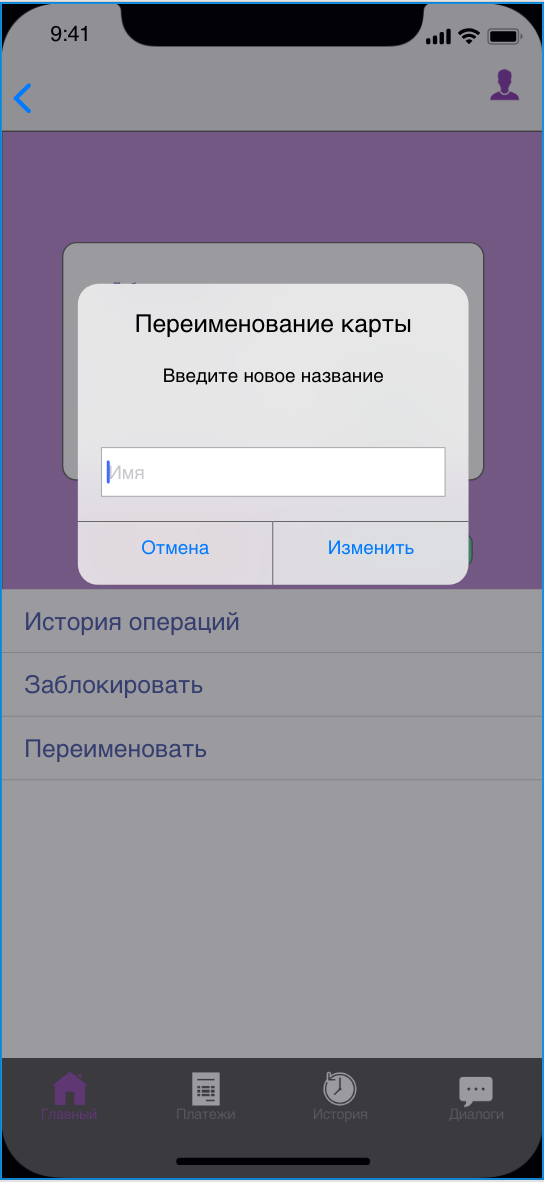 9:41
Переименование карты
Введите новое название
Имя
Отмена
Изменить
История операций
Заблокировать
Переименовать
Главный
Платежи
История
Диалоги